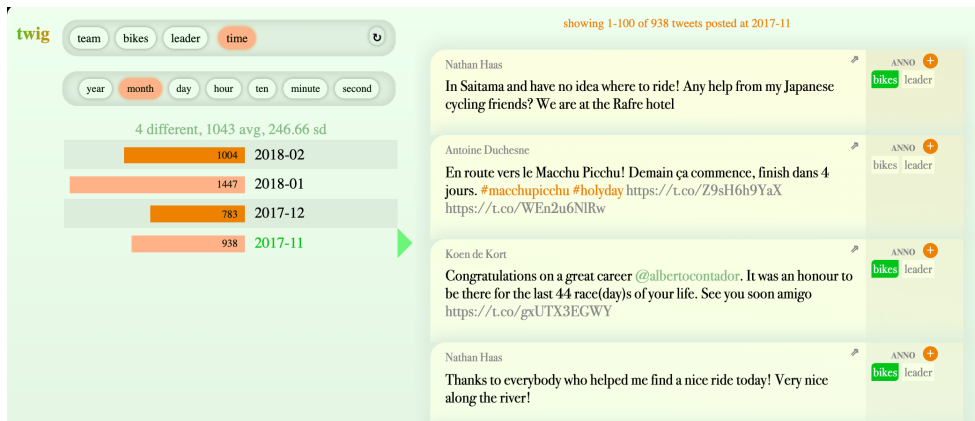 twig
team bikes leader time ↻
year month day hour ten minute second
4 different, 1043 avg, 246.66 sd
1004 2018-02
1447 2018-01
783 2017-12
938 2017-11
showing 1-100 of 938 tweets posted at 2017-11
Nathan Haas
In Saitama and have no idea where to ride! Any help from my Japanese
cycling friends? We are at the Rafre hotel
ANNO +
bikes leader
Antoine Duchesne
En route vers le Macchu Picchu! Demain ça commence, finish dans 4
jours. #macchupicchu #holyday https://t.co/Z9sH6h9YaX
https://t.co/WEn2u6NlRw
ANNO +
bikes leader
Koen de Kort
Congratulations on a great career @albertocontador. It was an honour to
be there for the last 44 race(day)s of your life. See you soon amigo
https://t.co/gxUTX3EGWY
ANNO +
bikes leader
Nathan Haas
Thanks to everybody who helped me find a nice ride today! Very nice
along the river!
ANNO +
bikes leader